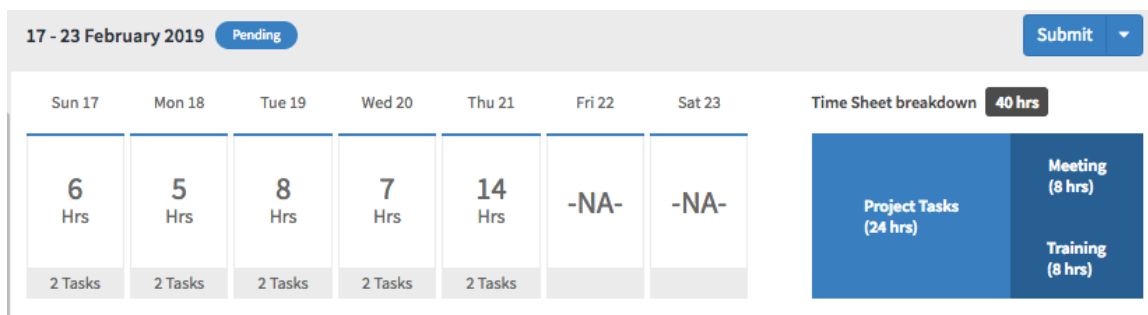 17 - 23 February 2019 Pending Submit
Sun 17 Mon 18 Tue 19 Wed 20 Thu 21 Fri 22 Sat 23 Time Sheet breakdown 40 hrs
6 5 8 7 14 -NA- -NA-
Hrs Hrs Hrs Hrs Hrs
2 Tasks 2 Tasks 2 Tasks 2 Tasks 2 Tasks
Project Tasks
(24 hrs)
Meeting
(8 hrs)
Training
(8 hrs)